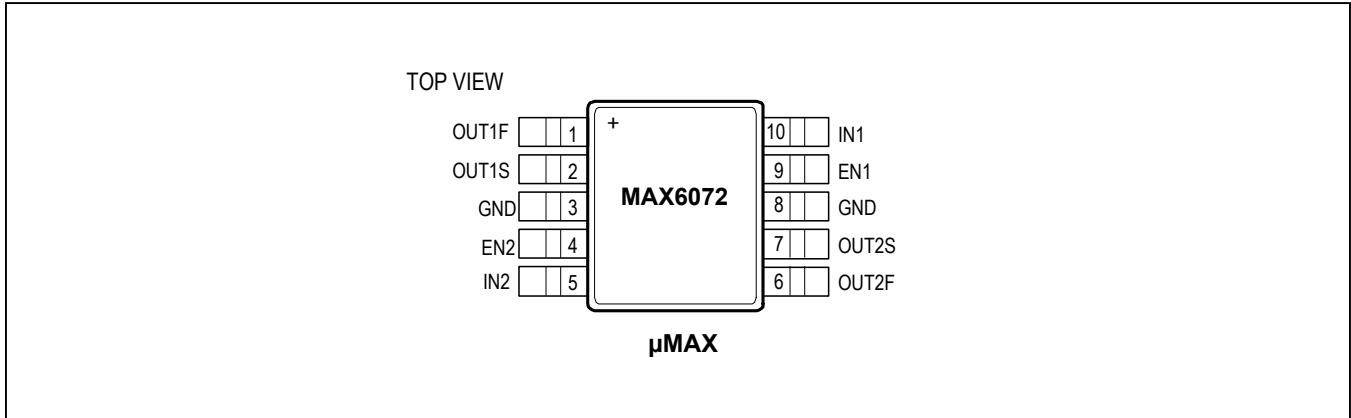 TOP VIEW
OUT1F 1 + 10 IN1
OUT1S 2 9 EN1
MAX6072
GND 3 8 GND
EN2 4 7 OUT2S
IN2 5 6 OUT2F
µMAX